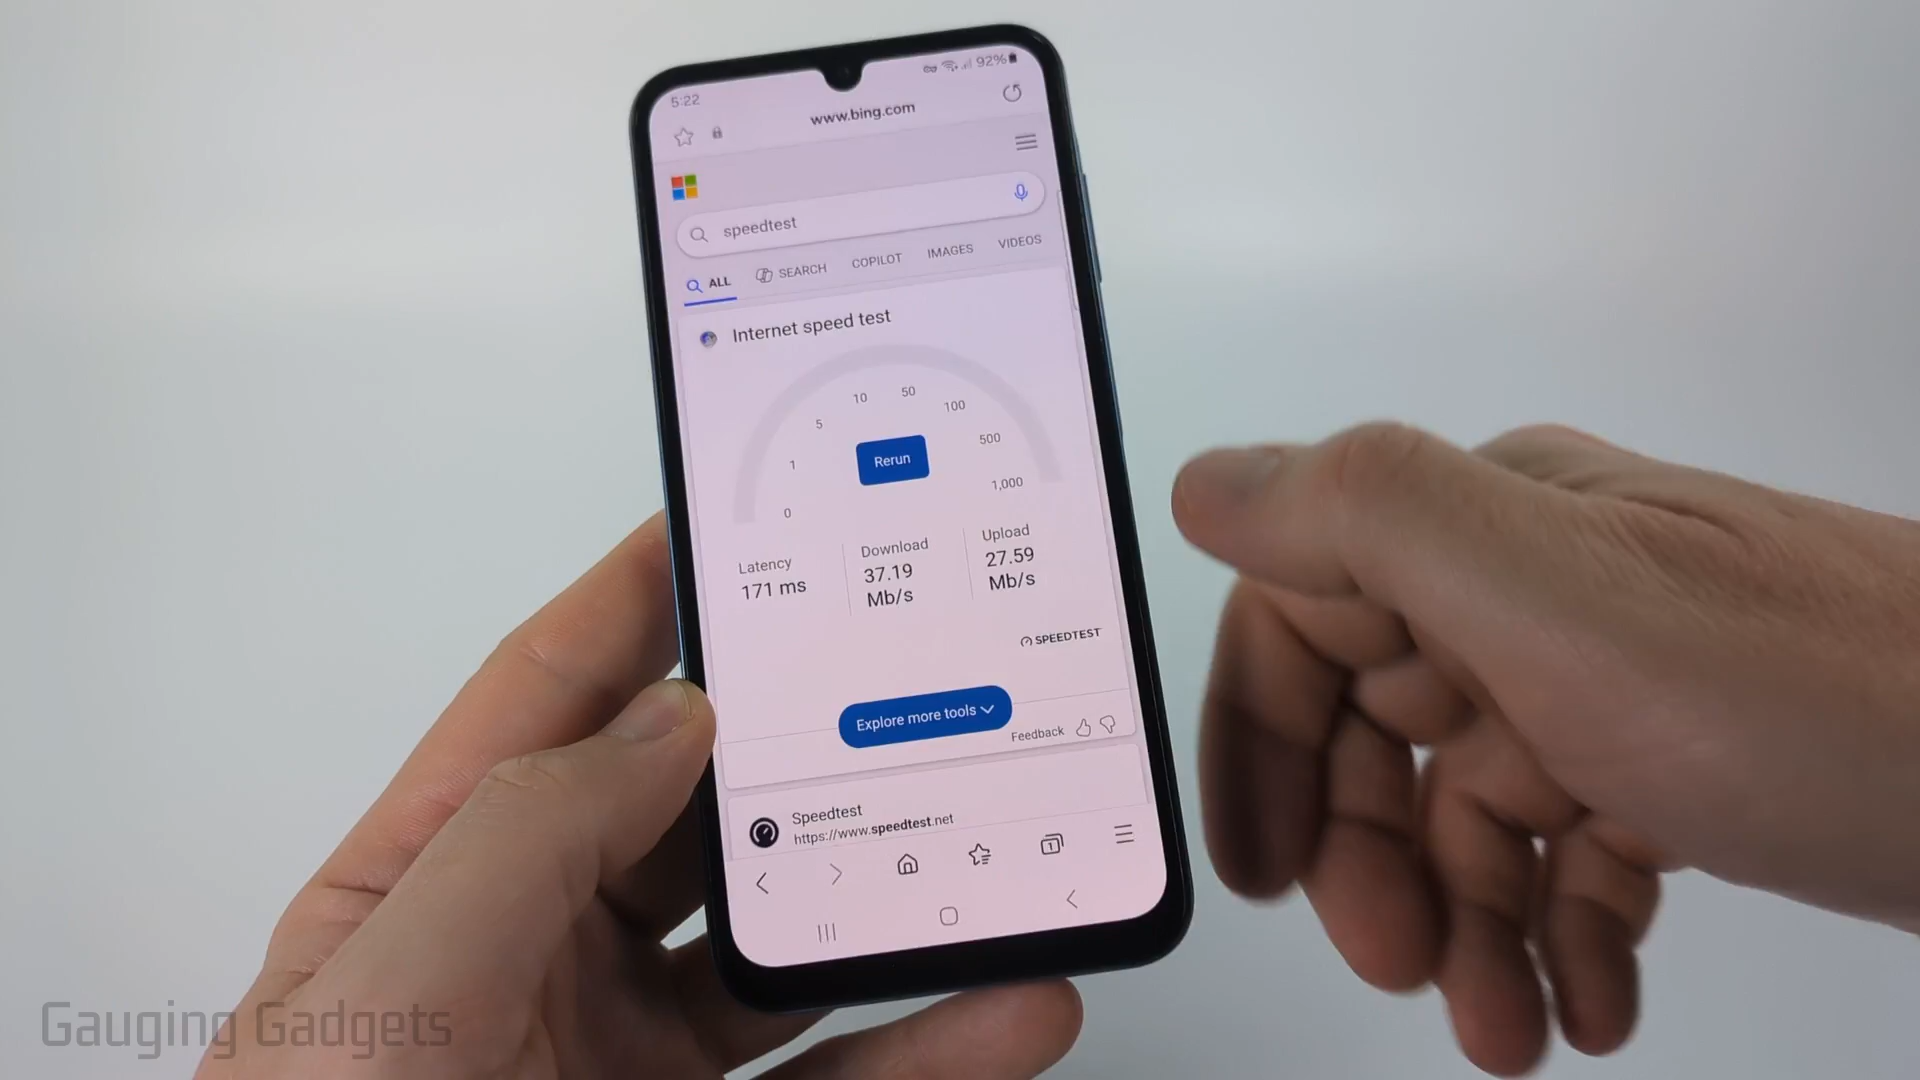 5:22
92%
www.bing.com
speedtest
ALL SEARCH COPILOT IMAGES VIDEOS
Internet speed test
0 1 5 10 50 100 500 1,000
Rerun
Latency Download Upload
171 ms 37.19 27.59
Mb/s Mb/s
SPEEDTEST
Explore more tools
Feedback
Speedtest
https://www.speedtest.net
1
Gauging Gadgets